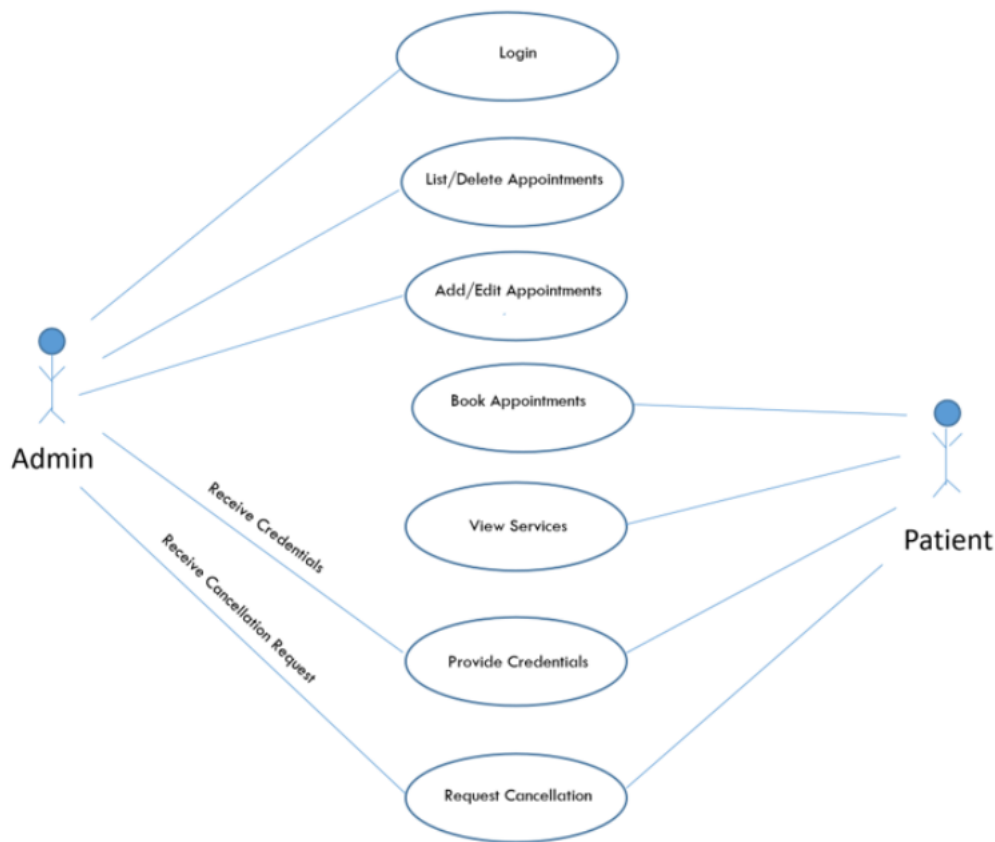 Login
List/Delete Appointments
Add/Edit Appointments
Book Appointments
Admin
Receive Credentials
View Services
Patient
Receive Cancellation Request
Provide Credentials
Request Cancellation